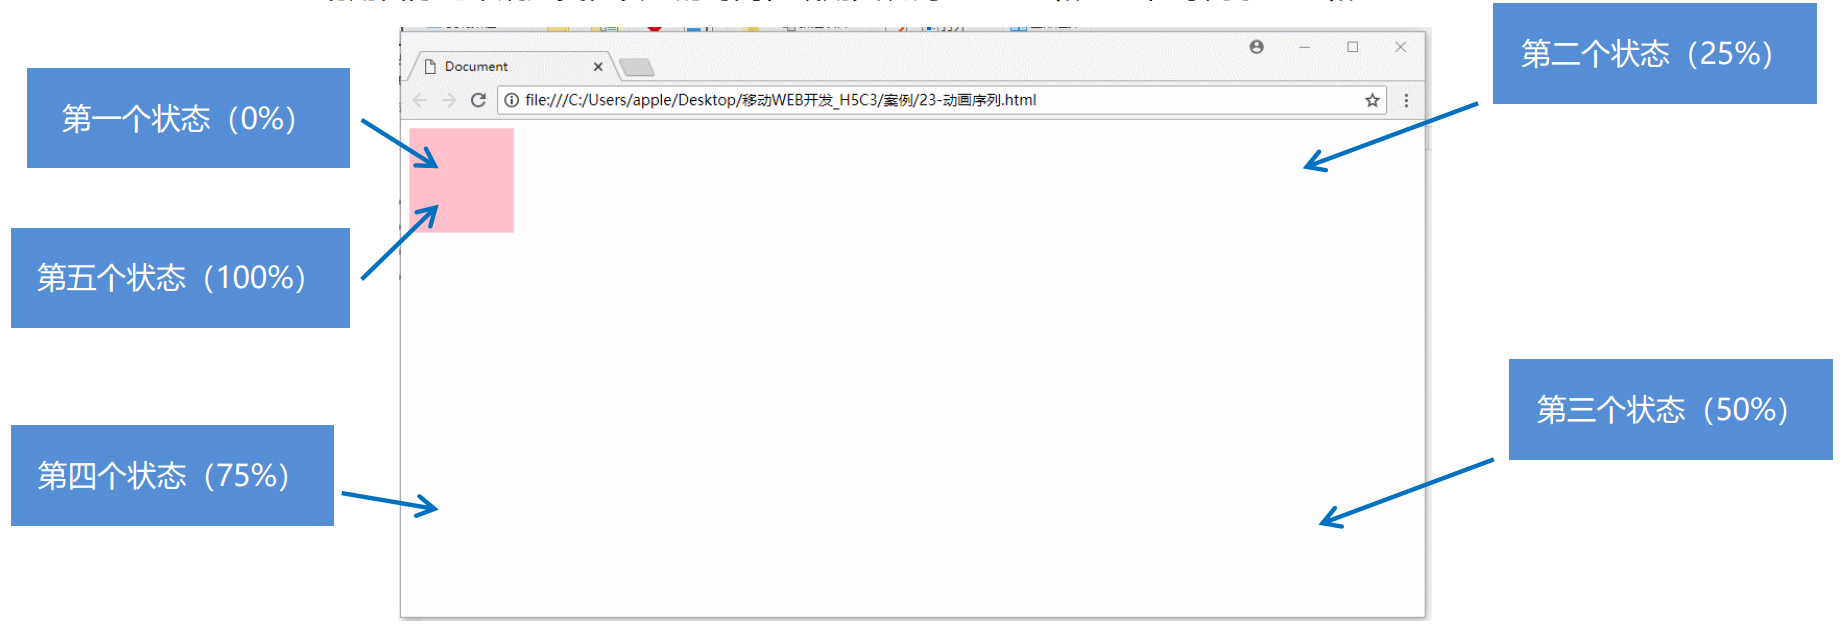 第一个状态（0%）
第二个状态（25%）
Document
file:///C:/Users/apple/Desktop/移动WEB开发_H5C3/案例/23-动画序列.html
第五个状态（100%）
第三个状态（50%）
第四个状态（75%）